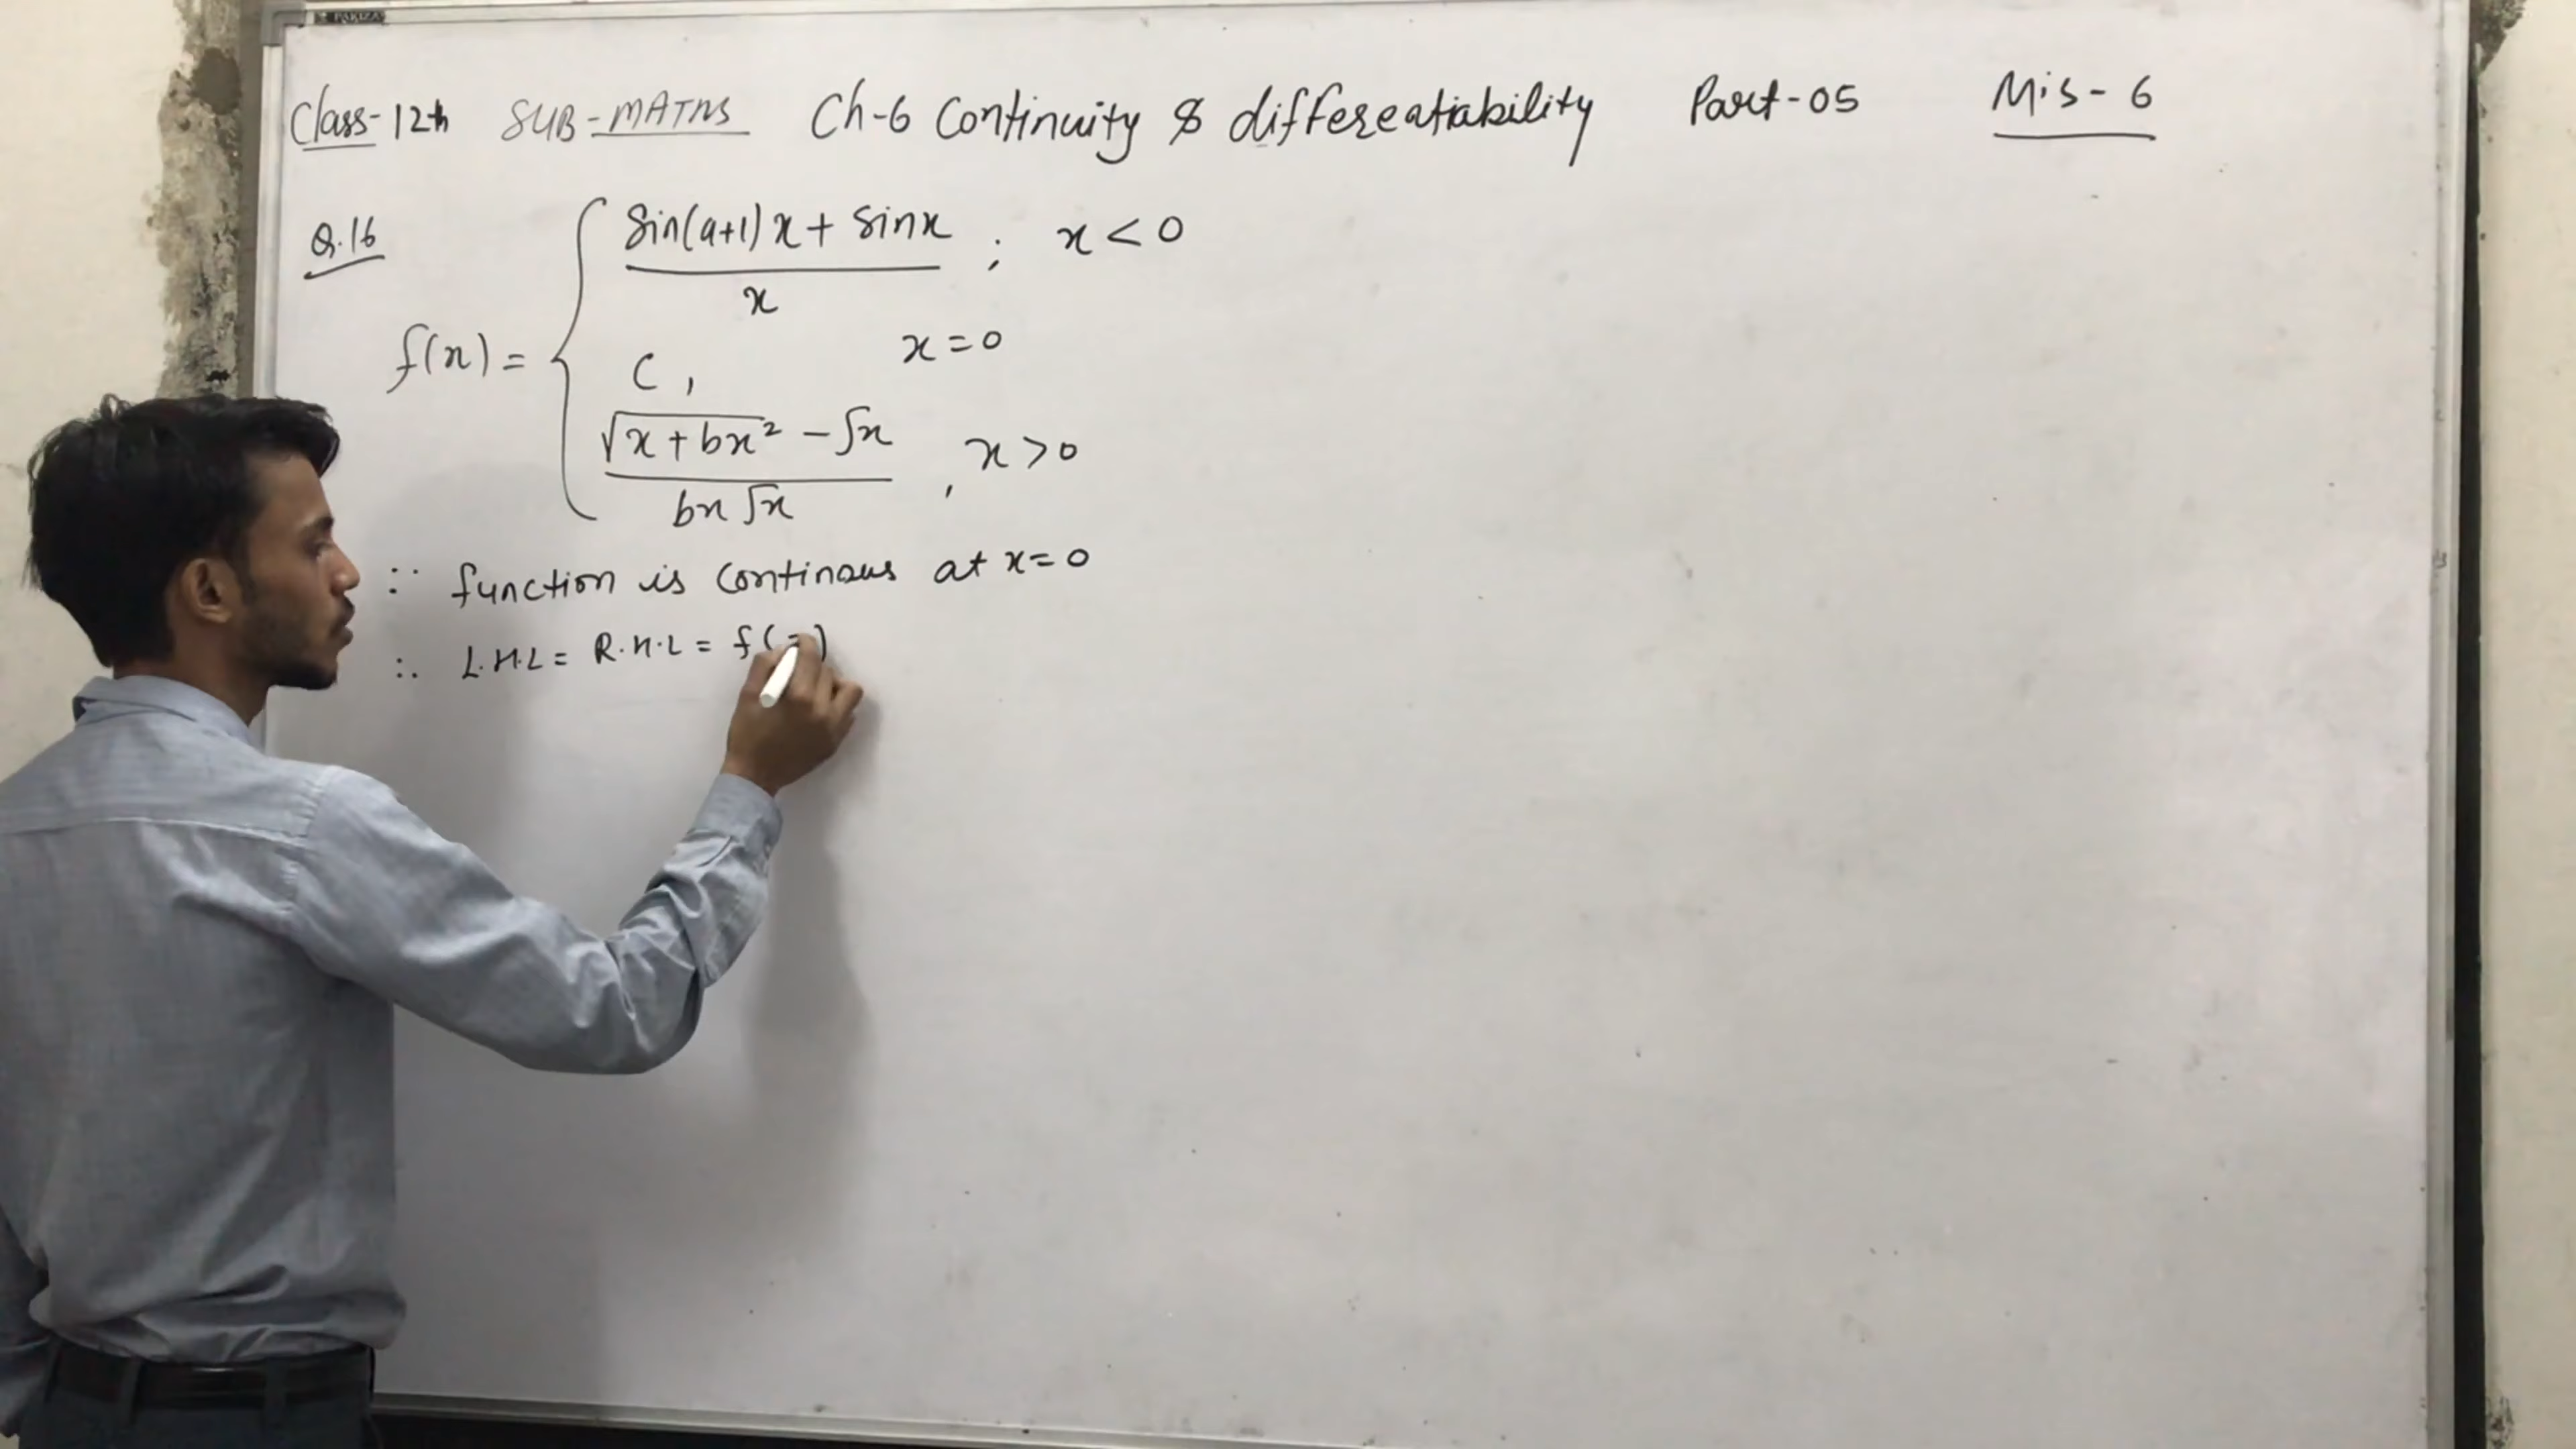 PAKIZA
Class-12th SUB-MATHS Ch-6 Continuity & differeatiability Part-05 Mis-6
Q.16
sin(a+1)x + sinx ; x < 0
x
f(x) = { C, x = 0
√x + bx² - √x , x > 0
bx √x
∵ function is continous at x = 0
∴ L.H.L = R.H.L = f( )